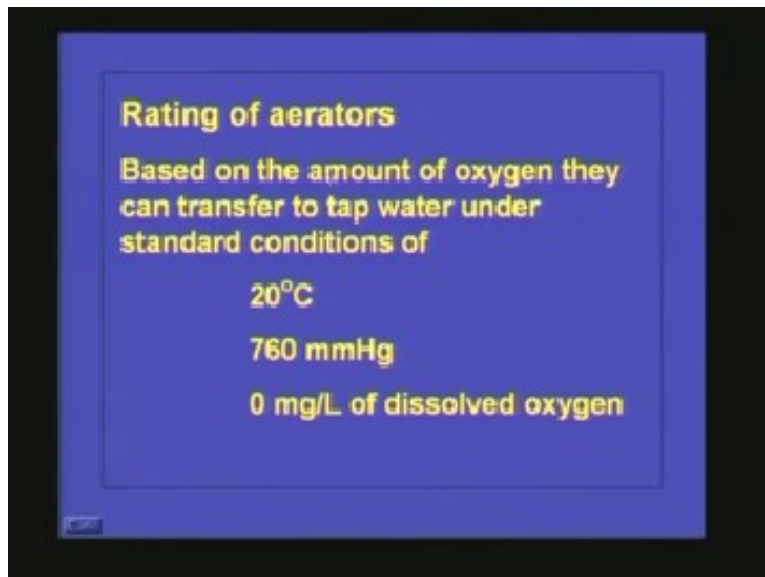 Rating of aerators
Based on the amount of oxygen they
can transfer to tap water under
standard conditions of
20°C
760 mmHg
0 mg/L of dissolved oxygen